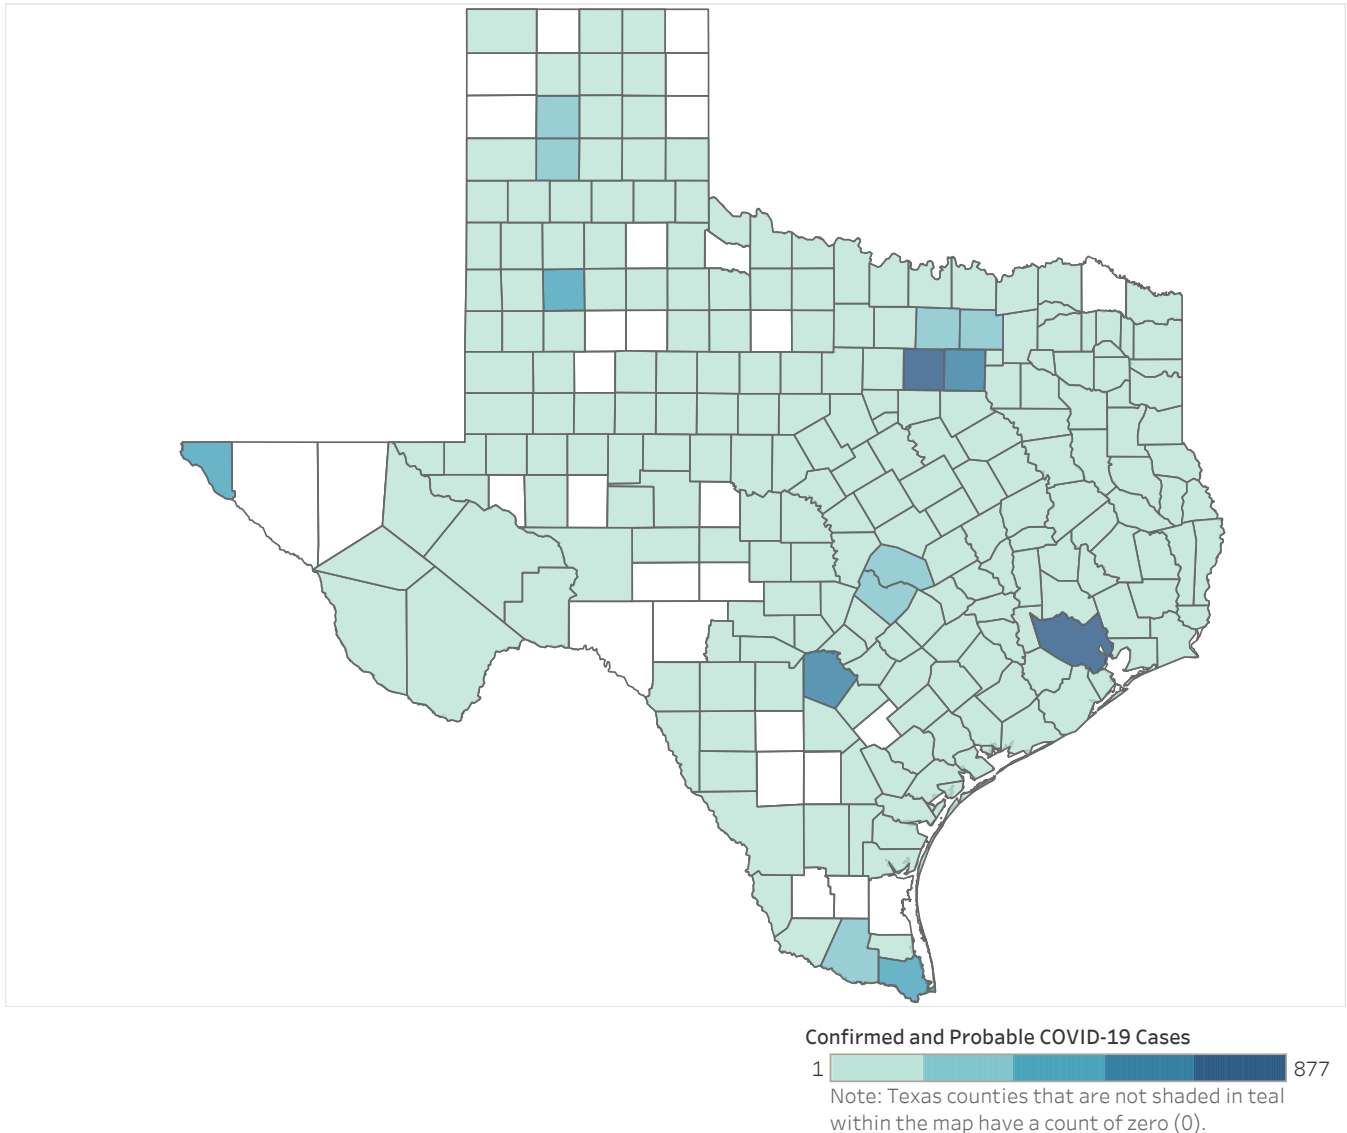 Confirmed and Probable COVID-19 Cases
1 877
Note: Texas counties that are not shaded in teal
within the map have a count of zero (0).